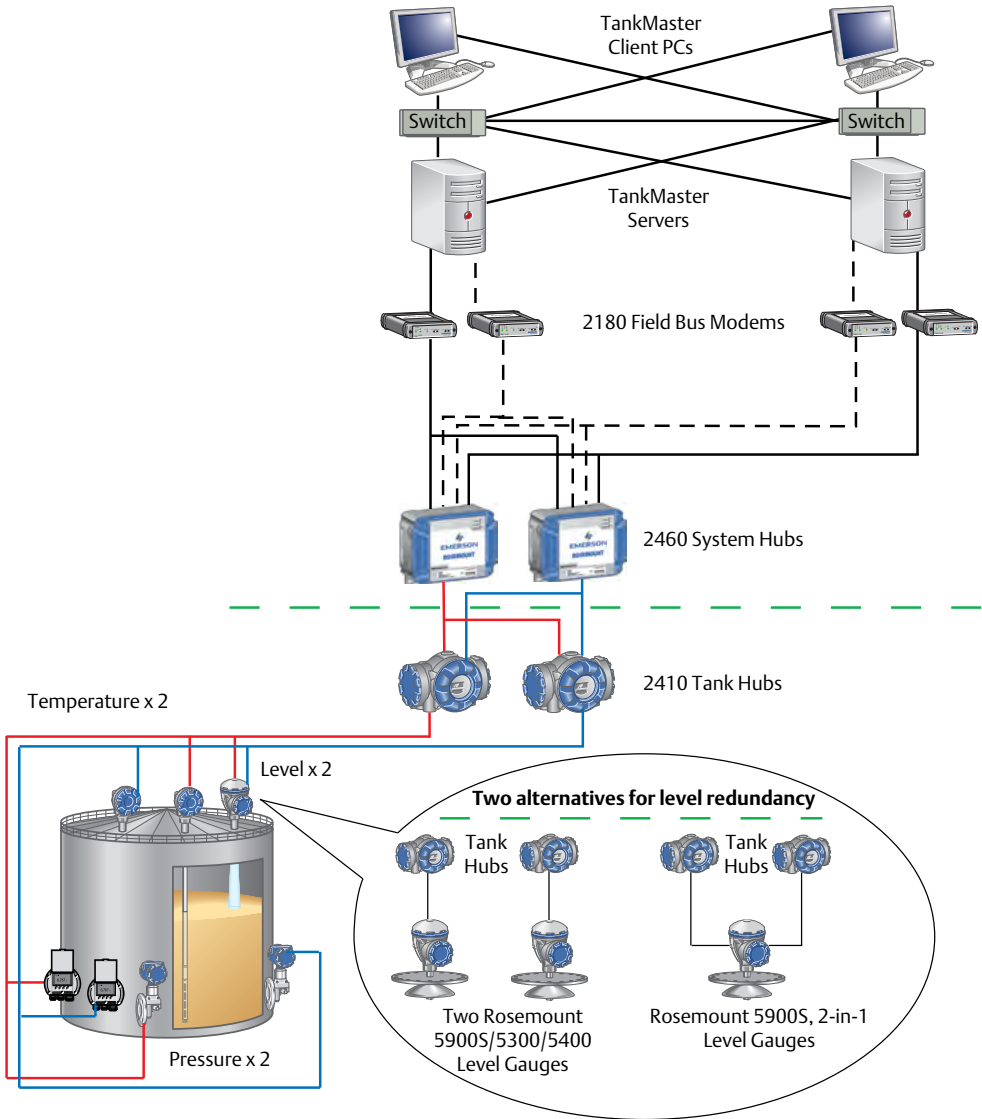 TankMaster
Client PCs
Switch
Switch
TankMaster
Servers
2180 Field Bus Modems
EMERSON
ROSEMOUNT
EMERSON
ROSEMOUNT
2460 System Hubs
2410 Tank Hubs
Temperature x 2
Level x 2
Two alternatives for level redundancy
Tank
Hubs
Tank
Hubs
Two Rosemount
5900S/5300/5400
Level Gauges
Rosemount 5900S, 2-in-1
Level Gauges
Pressure x 2